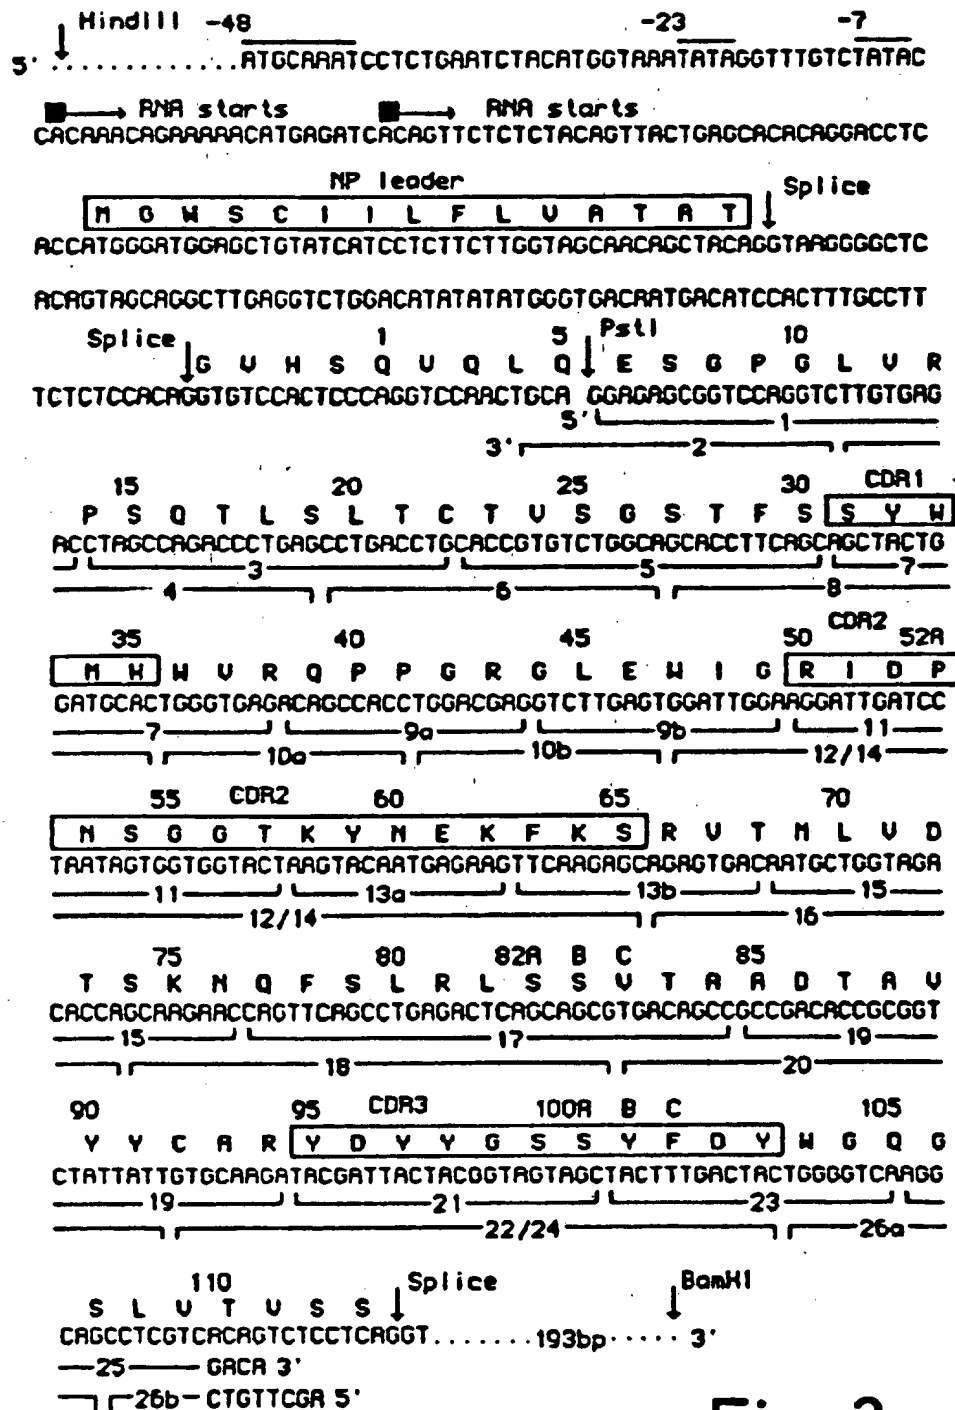 HindIII -48 -23 -7
5' .............ATGCAAATCCTCTGAATCTACATGGTAAATATAGGTTTGTCTATAC
RNA starts RNA starts
CACAAACAGAAAAACATGAGATCACAGTTCTCTCTACAGTTACTGAGCACACAGGACCTC
NP leader Splice
M G W S C I I L F L V A T A T
ACCATGGGATGGAGCTGTATCATCCTCTTCTTGGTAGCAACAGCTACAGGTAAGGGGCTC
ACAGTAGCAGGCTTGAGGTCTGGACATATATATGGGTGACAATGACATCCACTTTGCCTT
Splice 1 5 PstI 10
G V H S Q V Q L Q E S G P G L V R
TCTCTCCACAGGTGTCCACTCCCAGGTCCAACTGCA GGAGAGCGGTCCAGGTCTTGTGAG
5' 1
3' 2
15 20 25 30 CDR1
P S Q T L S L T C T V S G S T F S S Y W
ACCTAGCCAGACCCTGAGCCTGACCTGCACCGTGTCTGGCAGCACCTTCAGCAGCTACTG
3 5 7
4 6 8
35 40 45 50 CDR2 52A
M H W V R Q P P G R G L E W I G R I D P
GATGCACTGGGTGAGACAGCCACCTGGACGAGGTCTTGAGTGGATTGGAAGGATTGATCC
7 9a 9b 11
10a 10b 12/14
55 CDR2 60 65 70
N S G G T K Y N E K F K S R V T M L V D
TAATAGTGGTGGTACTAAGTACAATGAGAAGTTCAAGAGCAGAGTGACAATGCTGGTAGA
11 13a 13b 15
12/14 16
75 80 82A B C 85
T S K N Q F S L R L S S V T A A D T A V
CACCAGCAAGAACCAGTTCAGCCTGAGACTCAGCAGCGTGACAGCCGCCGACACCGCGGT
15 17 19
18 20
90 95 CDR3 100A B C 105
Y Y C A R Y D Y Y G S S Y F D Y W G Q G
CTATTATTGTGCAAGATACGATTACTACGGTAGTAGCTACTTTGACTACTGGGGTCAAGG
19 21 23
22/24 26a
110 Splice BamHI
S L V T V S S
CAGCCTCGTCACAGTCTCCTCAGGT.......193bp..... 3'
25 GACA 3'
26b CTGTTCGA 5'